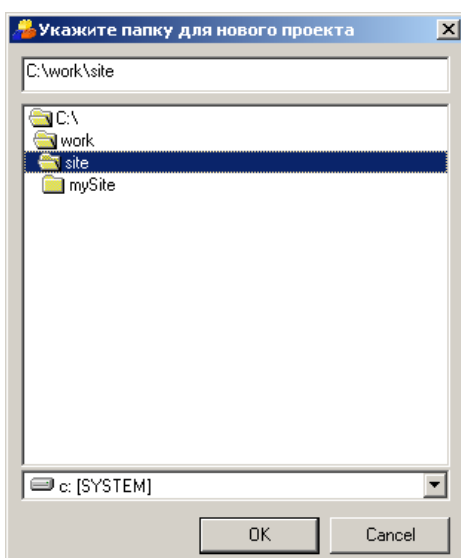 Укажите папку для нового проекта
C:\work\site
C:\
work
site
mySite
c: [SYSTEM]
OK
Cancel